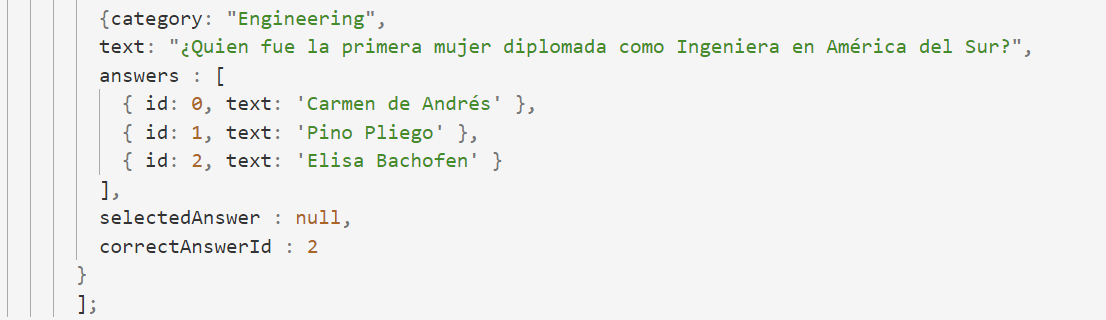 {category: "Engineering",
text: "¿Quien fue la primera mujer diplomada como Ingeniera en América del Sur?",
answers : [
{ id: 0, text: 'Carmen de Andrés' },
{ id: 1, text: 'Pino Pliego' },
{ id: 2, text: 'Elisa Bachofen' }
],
selectedAnswer : null,
correctAnswerId : 2
}
];